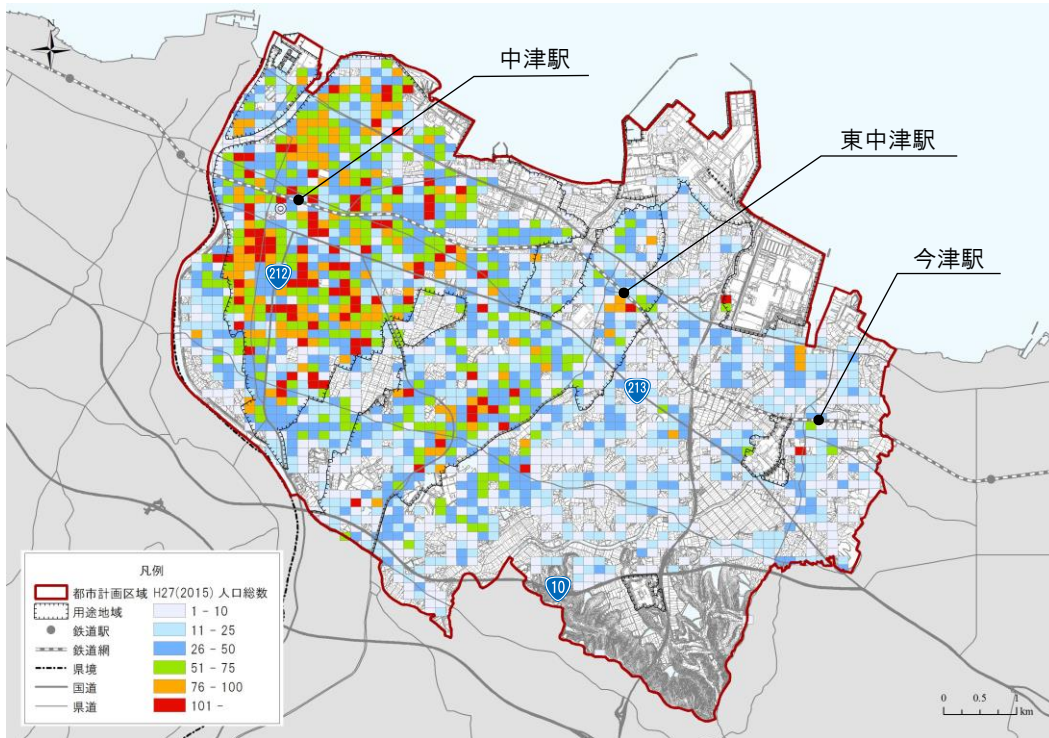 N
中津駅
東中津駅
今津駅
212
213
10
凡例
都市計画区域 H27(2015) 人口総数
用途地域 1 - 10
鉄道駅 11 - 25
鉄道網 26 - 50
県境 51 - 75
国道 76 - 100
県道 101 -
0 0.5 1
km